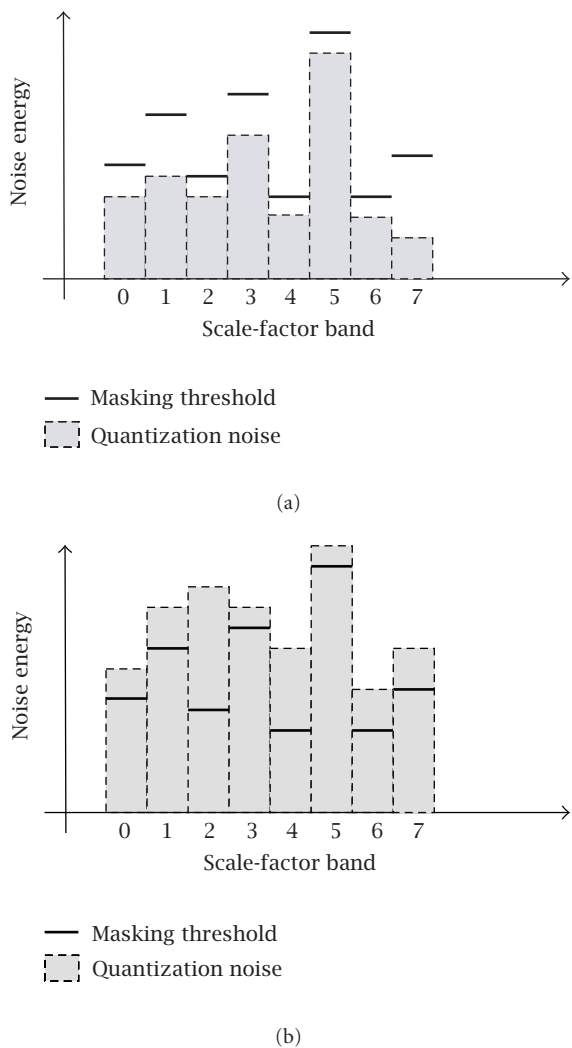 Noise energy
0 1 2 3 4 5 6 7
Scale-factor band
Masking threshold
Quantization noise
(a)
Noise energy
0 1 2 3 4 5 6 7
Scale-factor band
Masking threshold
Quantization noise
(b)